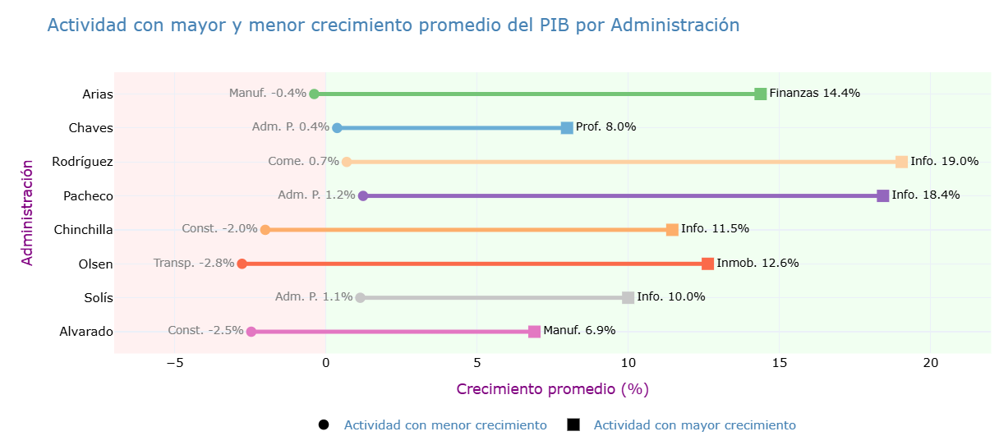 Actividad con mayor y menor crecimiento promedio del PIB por Administración
Administración
Arias Manuf. -0.4% Finanzas 14.4%
Chaves Adm. P. 0.4% Prof. 8.0%
Rodríguez Come. 0.7% Info. 19.0%
Pacheco Adm. P. 1.2% Info. 18.4%
Chinchilla Const. -2.0% Info. 11.5%
Olsen Transp. -2.8% Inmob. 12.6%
Solís Adm. P. 1.1% Info. 10.0%
Alvarado Const. -2.5% Manuf. 6.9%
−5 0 5 10 15 20
Crecimiento promedio (%)
Actividad con menor crecimiento Actividad con mayor crecimiento